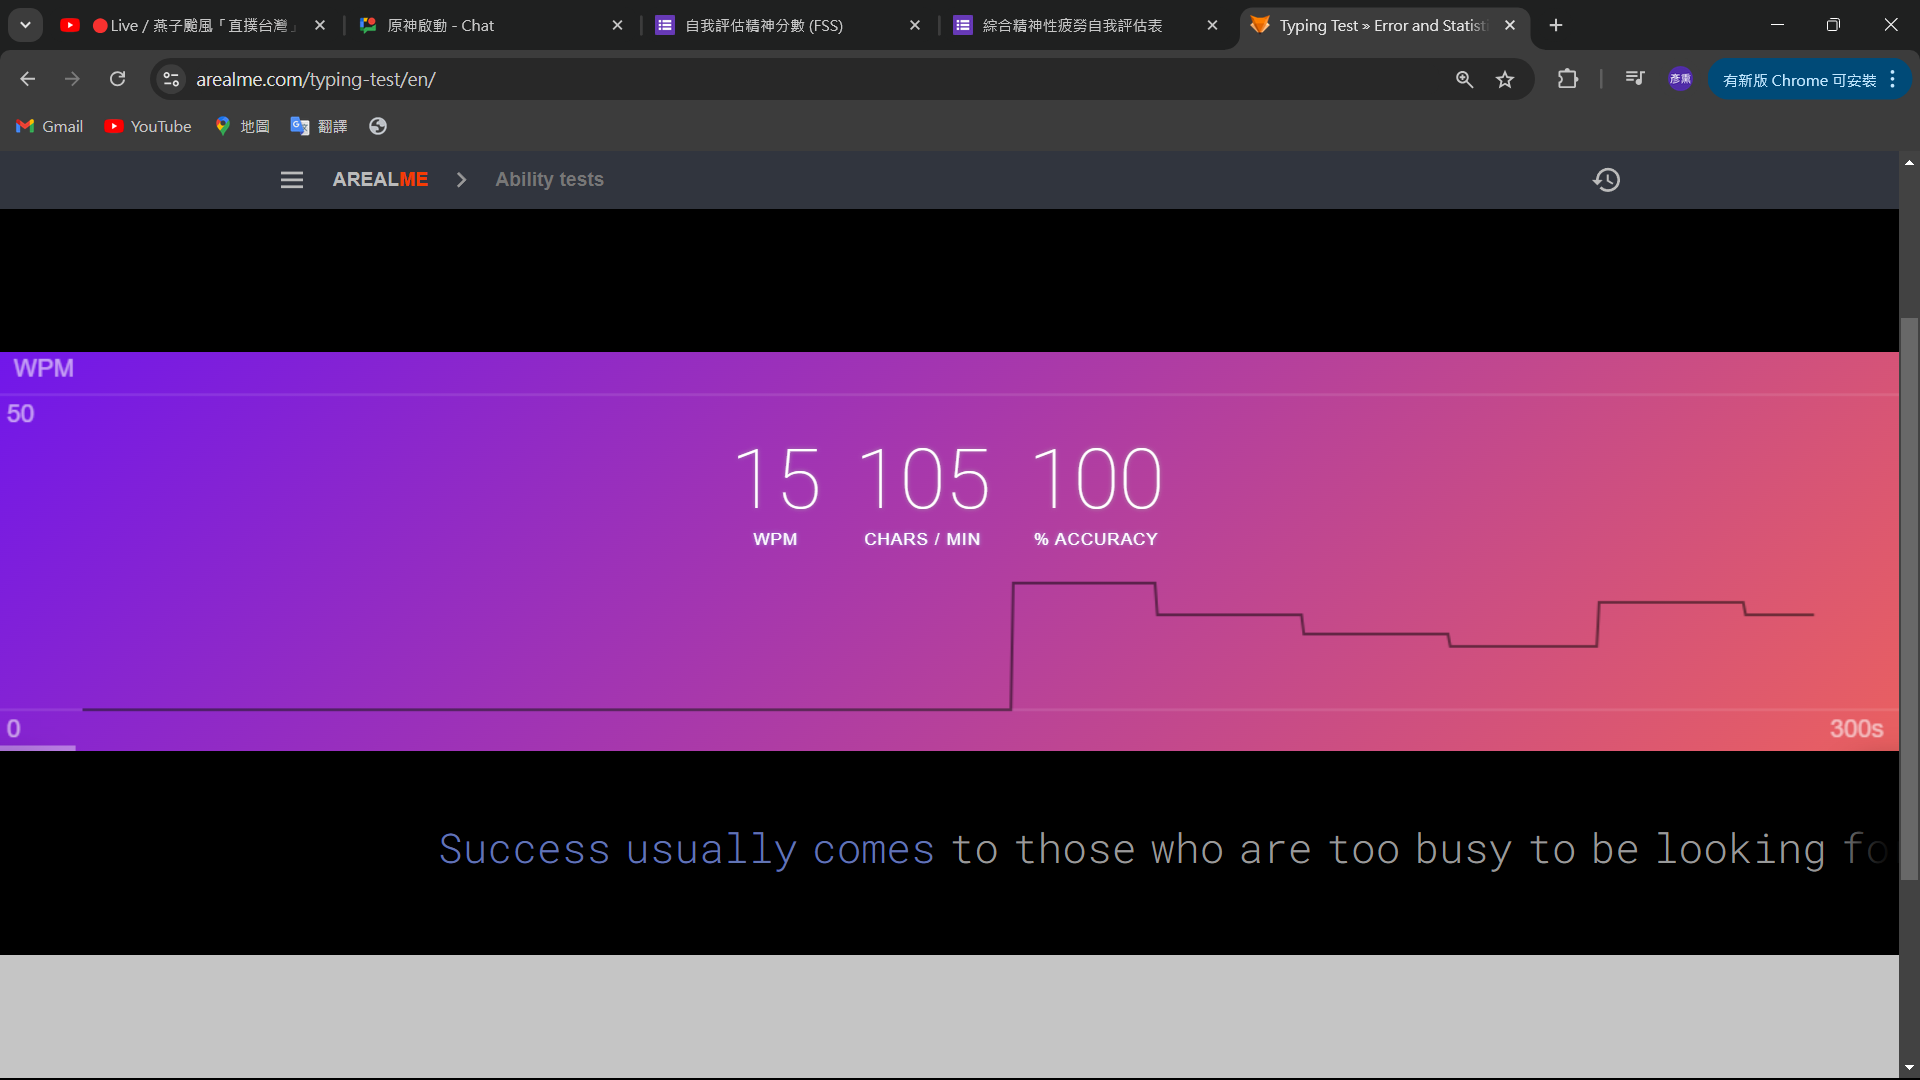 Live / 燕子颱風「直撲台灣」
原神啟動 - Chat
自我評估精神分數 (FSS)
綜合精神性疲勞自我評估表
Typing Test » Error and Statisti
arealme.com/typing-test/en/
彥熏
有新版 Chrome 可安裝
Gmail
YouTube
地圖
翻譯
AREALME
Ability tests
WPM
50
15 105 100
WPM CHARS / MIN % ACCURACY
0
300s
Success usually comes to those who are too busy to be looking fo